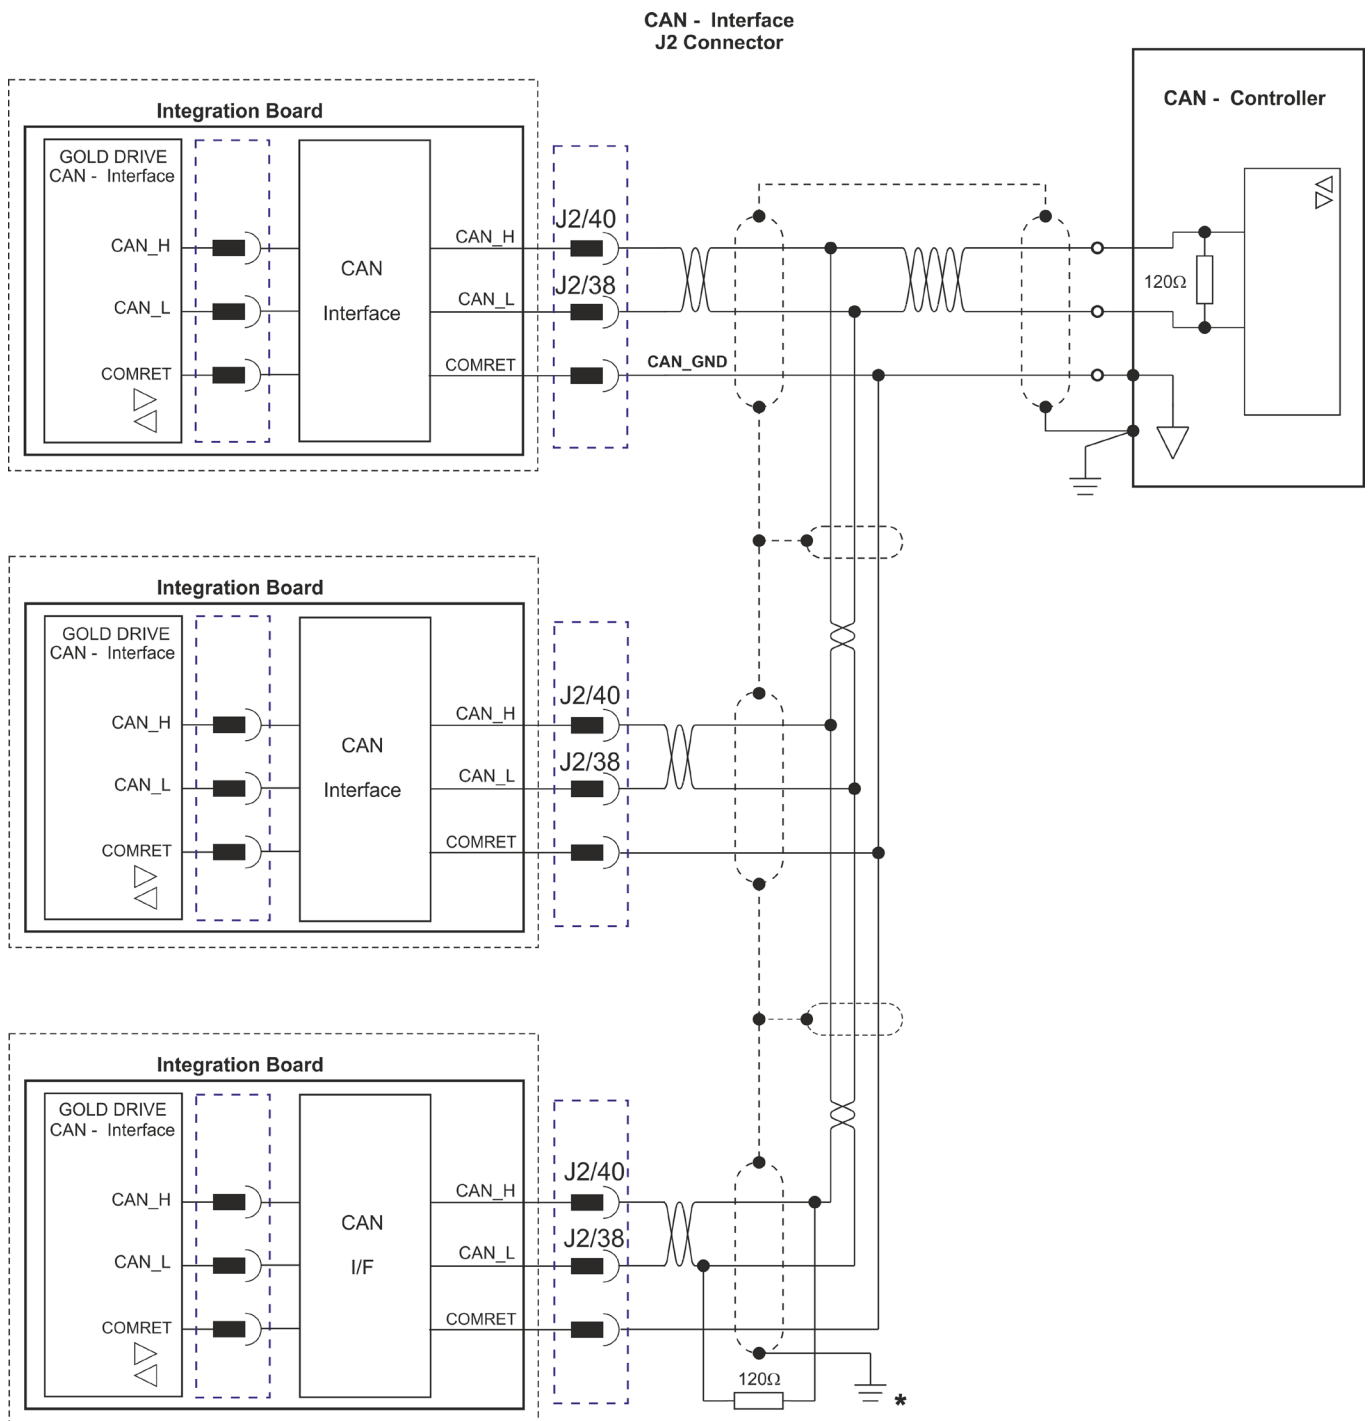 CAN - Interface
J2 Connector
CAN - Controller
120Ω
Integration Board
GOLD DRIVE
CAN - Interface
CAN_H
CAN_L
COMRET
CAN
Interface
CAN_H
CAN_L
COMRET
J2/40
J2/38
CAN_GND
Integration Board
GOLD DRIVE
CAN - Interface
CAN_H
CAN_L
COMRET
CAN
Interface
CAN_H
CAN_L
COMRET
J2/40
J2/38
Integration Board
GOLD DRIVE
CAN - Interface
CAN_H
CAN_L
COMRET
CAN
I/F
CAN_H
CAN_L
COMRET
J2/40
J2/38
120Ω
*